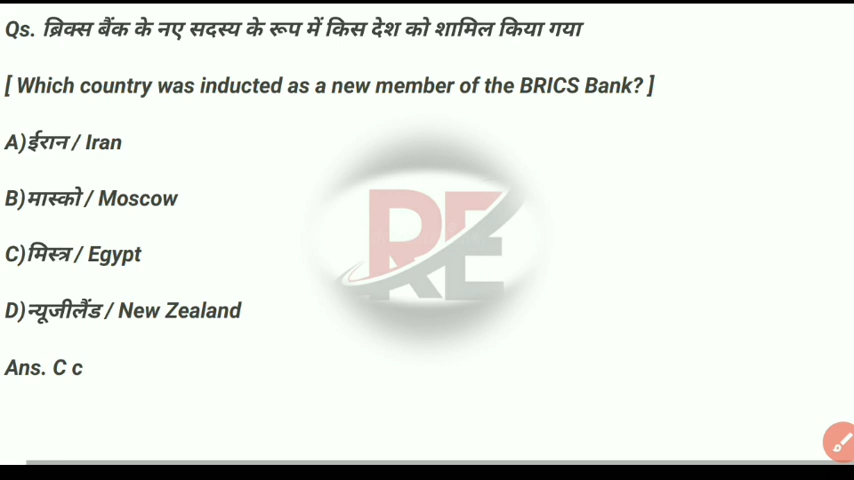 Qs. ब्रिक्स बैंक के नए सदस्य के रूप में किस देश को शामिल किया गया
[ Which country was inducted as a new member of the BRICS Bank? ]
A)ईरान / Iran
B)मास्को / Moscow
C)मिस्त्र / Egypt
D)न्यूजीलैंड / New Zealand
Ans. C c
RE